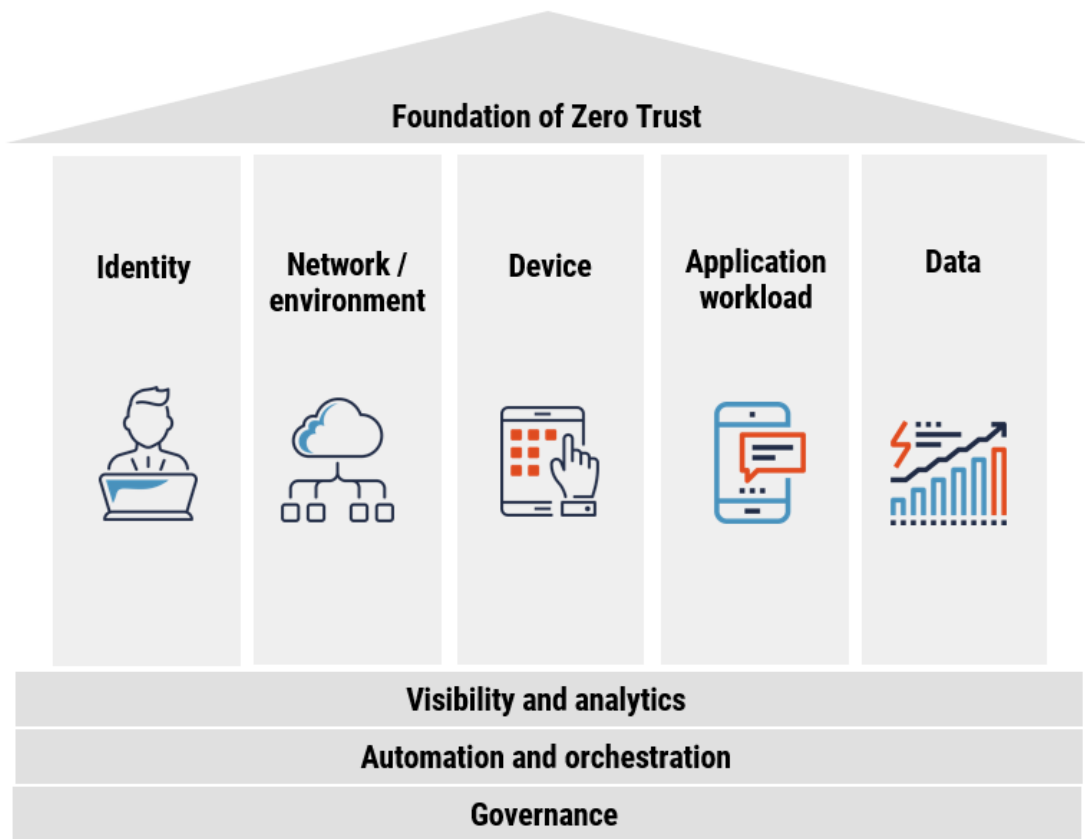 Foundation of Zero Trust
Identity
Network /
environment
Device
Application
workload
Data
Visibility and analytics
Automation and orchestration
Governance